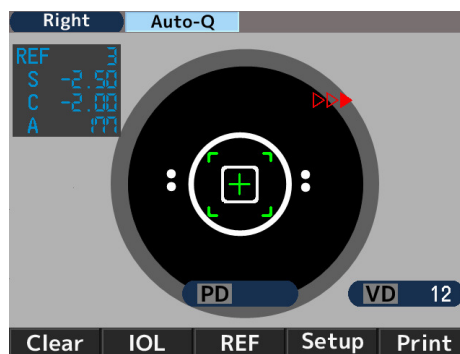 Right Auto-Q
REF 3
S -2.50
C -2.00
A 177
PD
VD 12
Clear IOL REF Setup Print